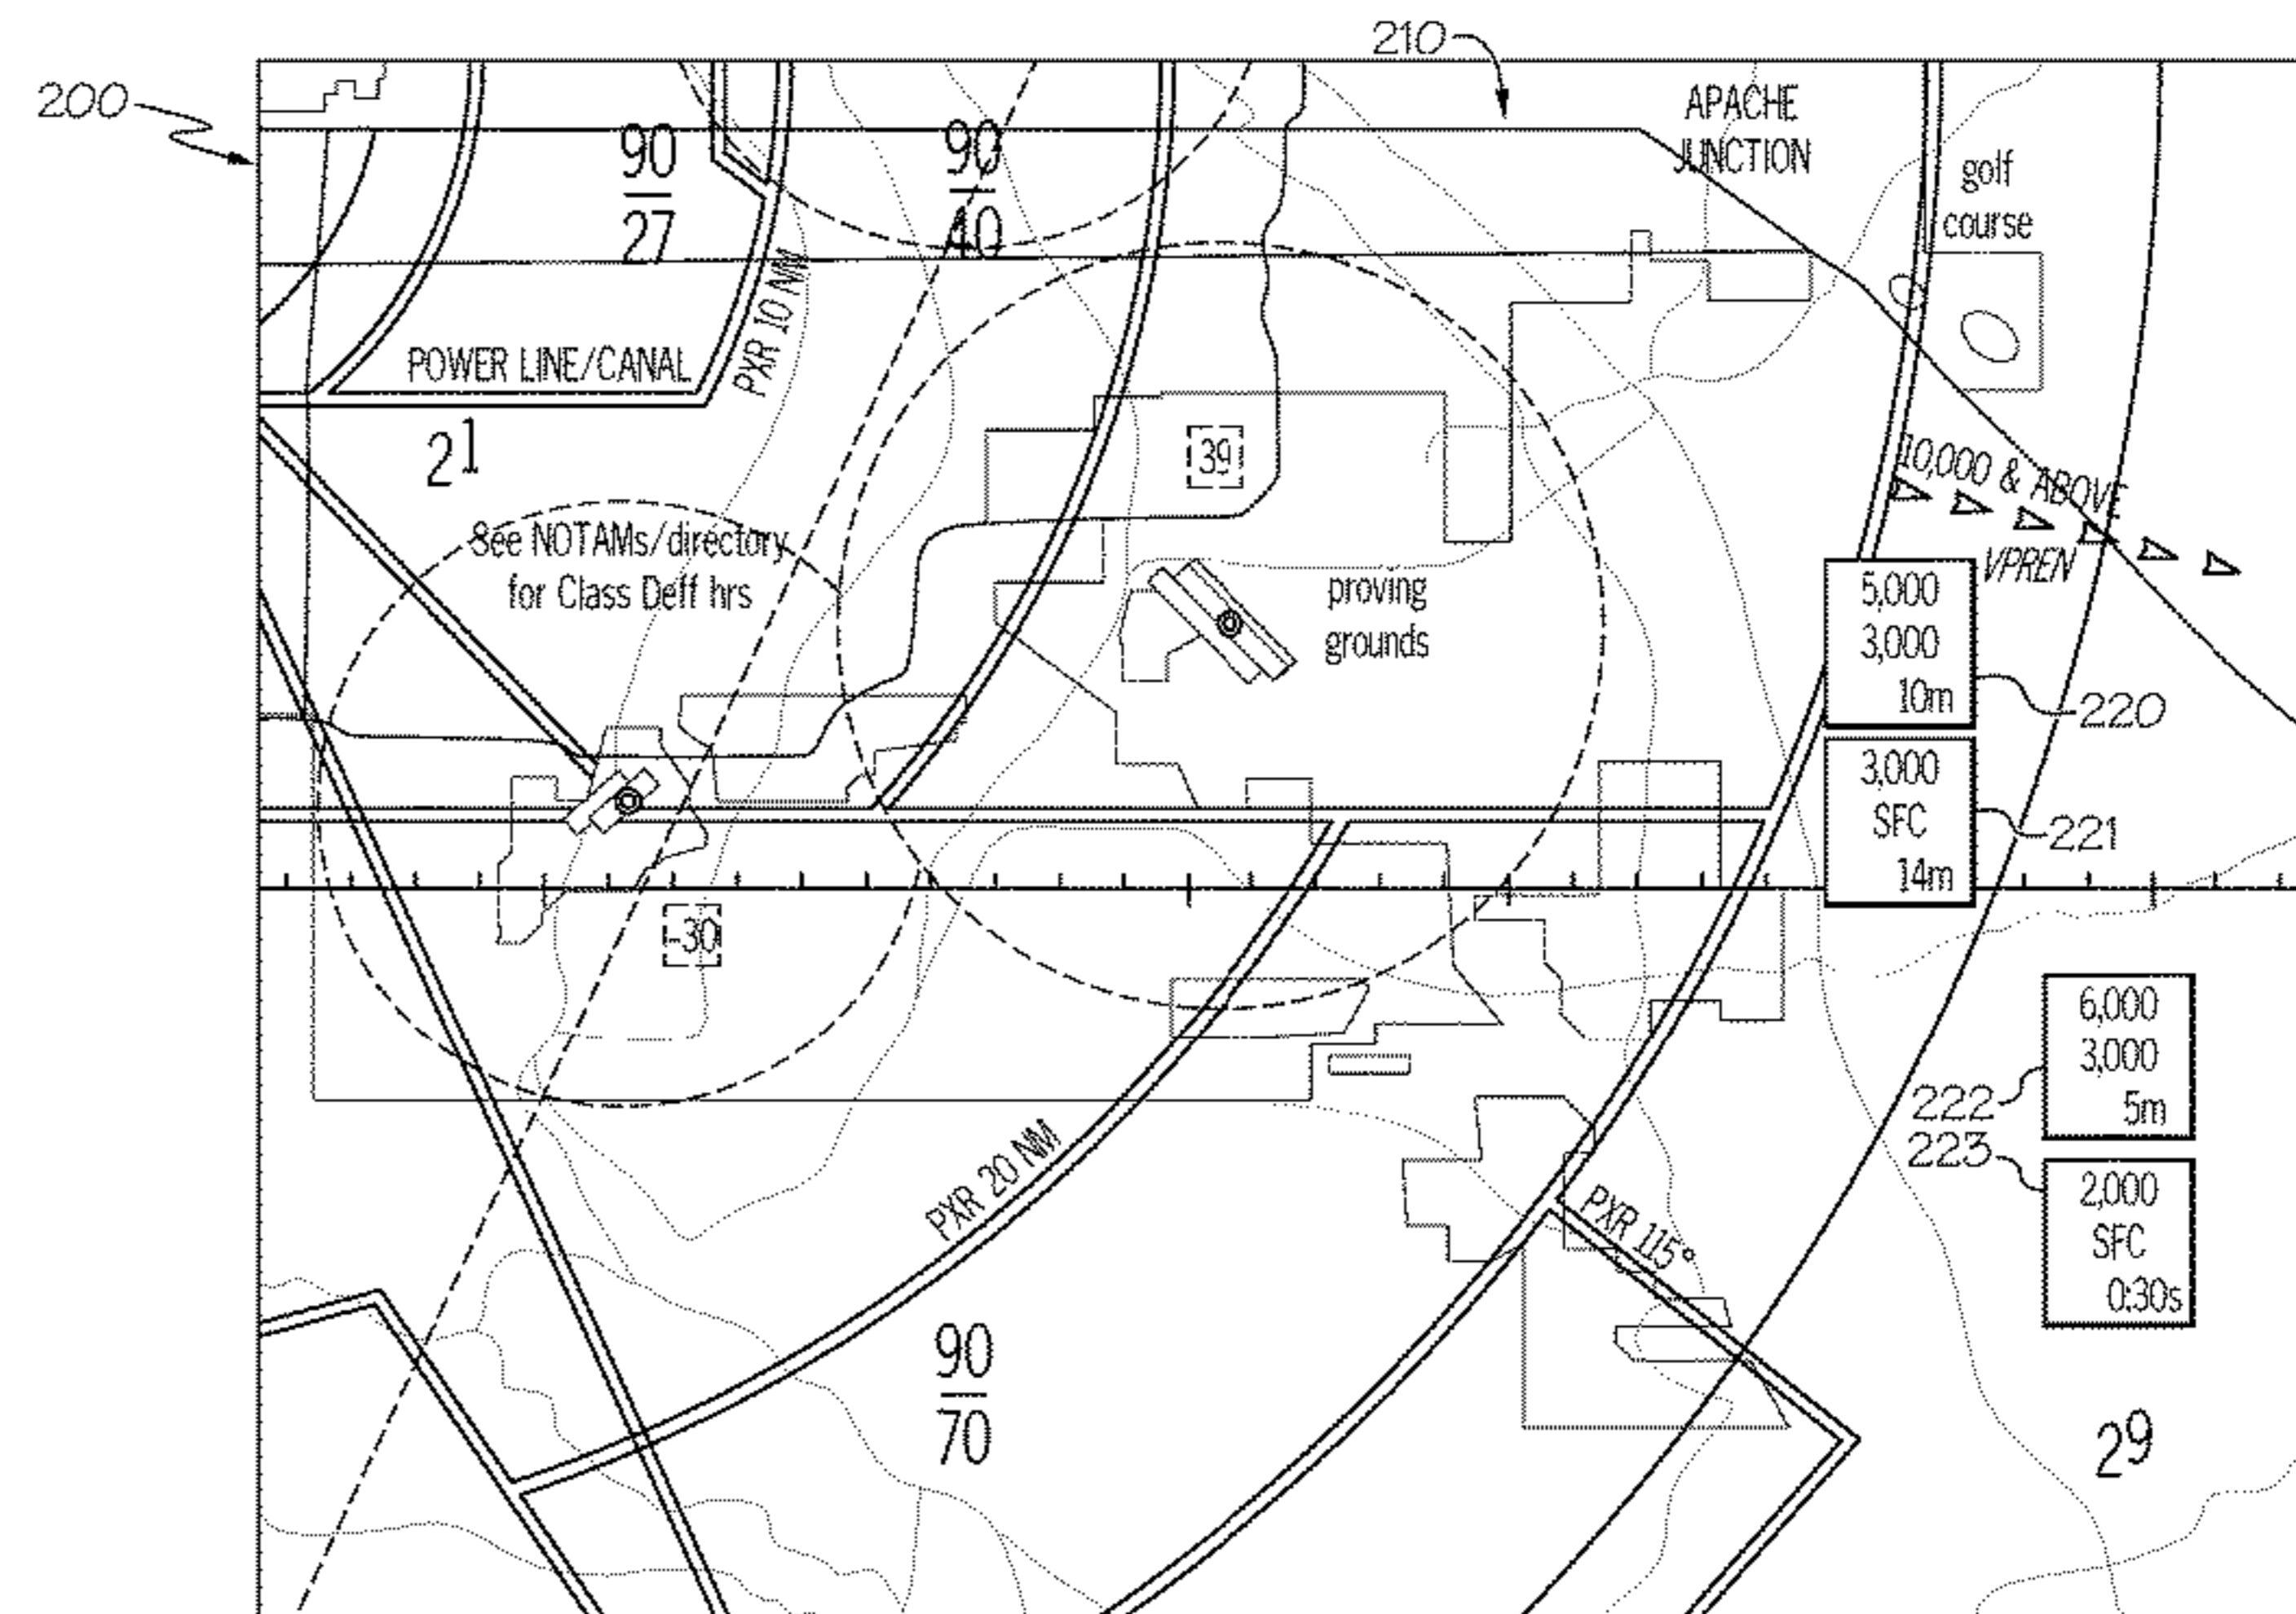 210
200
APACHE
JUNCTION
90
27
90
40
golf
course
PXR 10 NM
POWER LINE/CANAL
21
39
10,000 & ABOVE
VPREN
See NOTAMs/directory
for Class Deff hrs
proving
grounds
5,000
3,000
10m
220
3,000
SFC
14m
221
-30
6,000
3,000
5m
222
223
2,000
SFC
0:30s
PXR 20 NM
PXR 115°
90
70
29